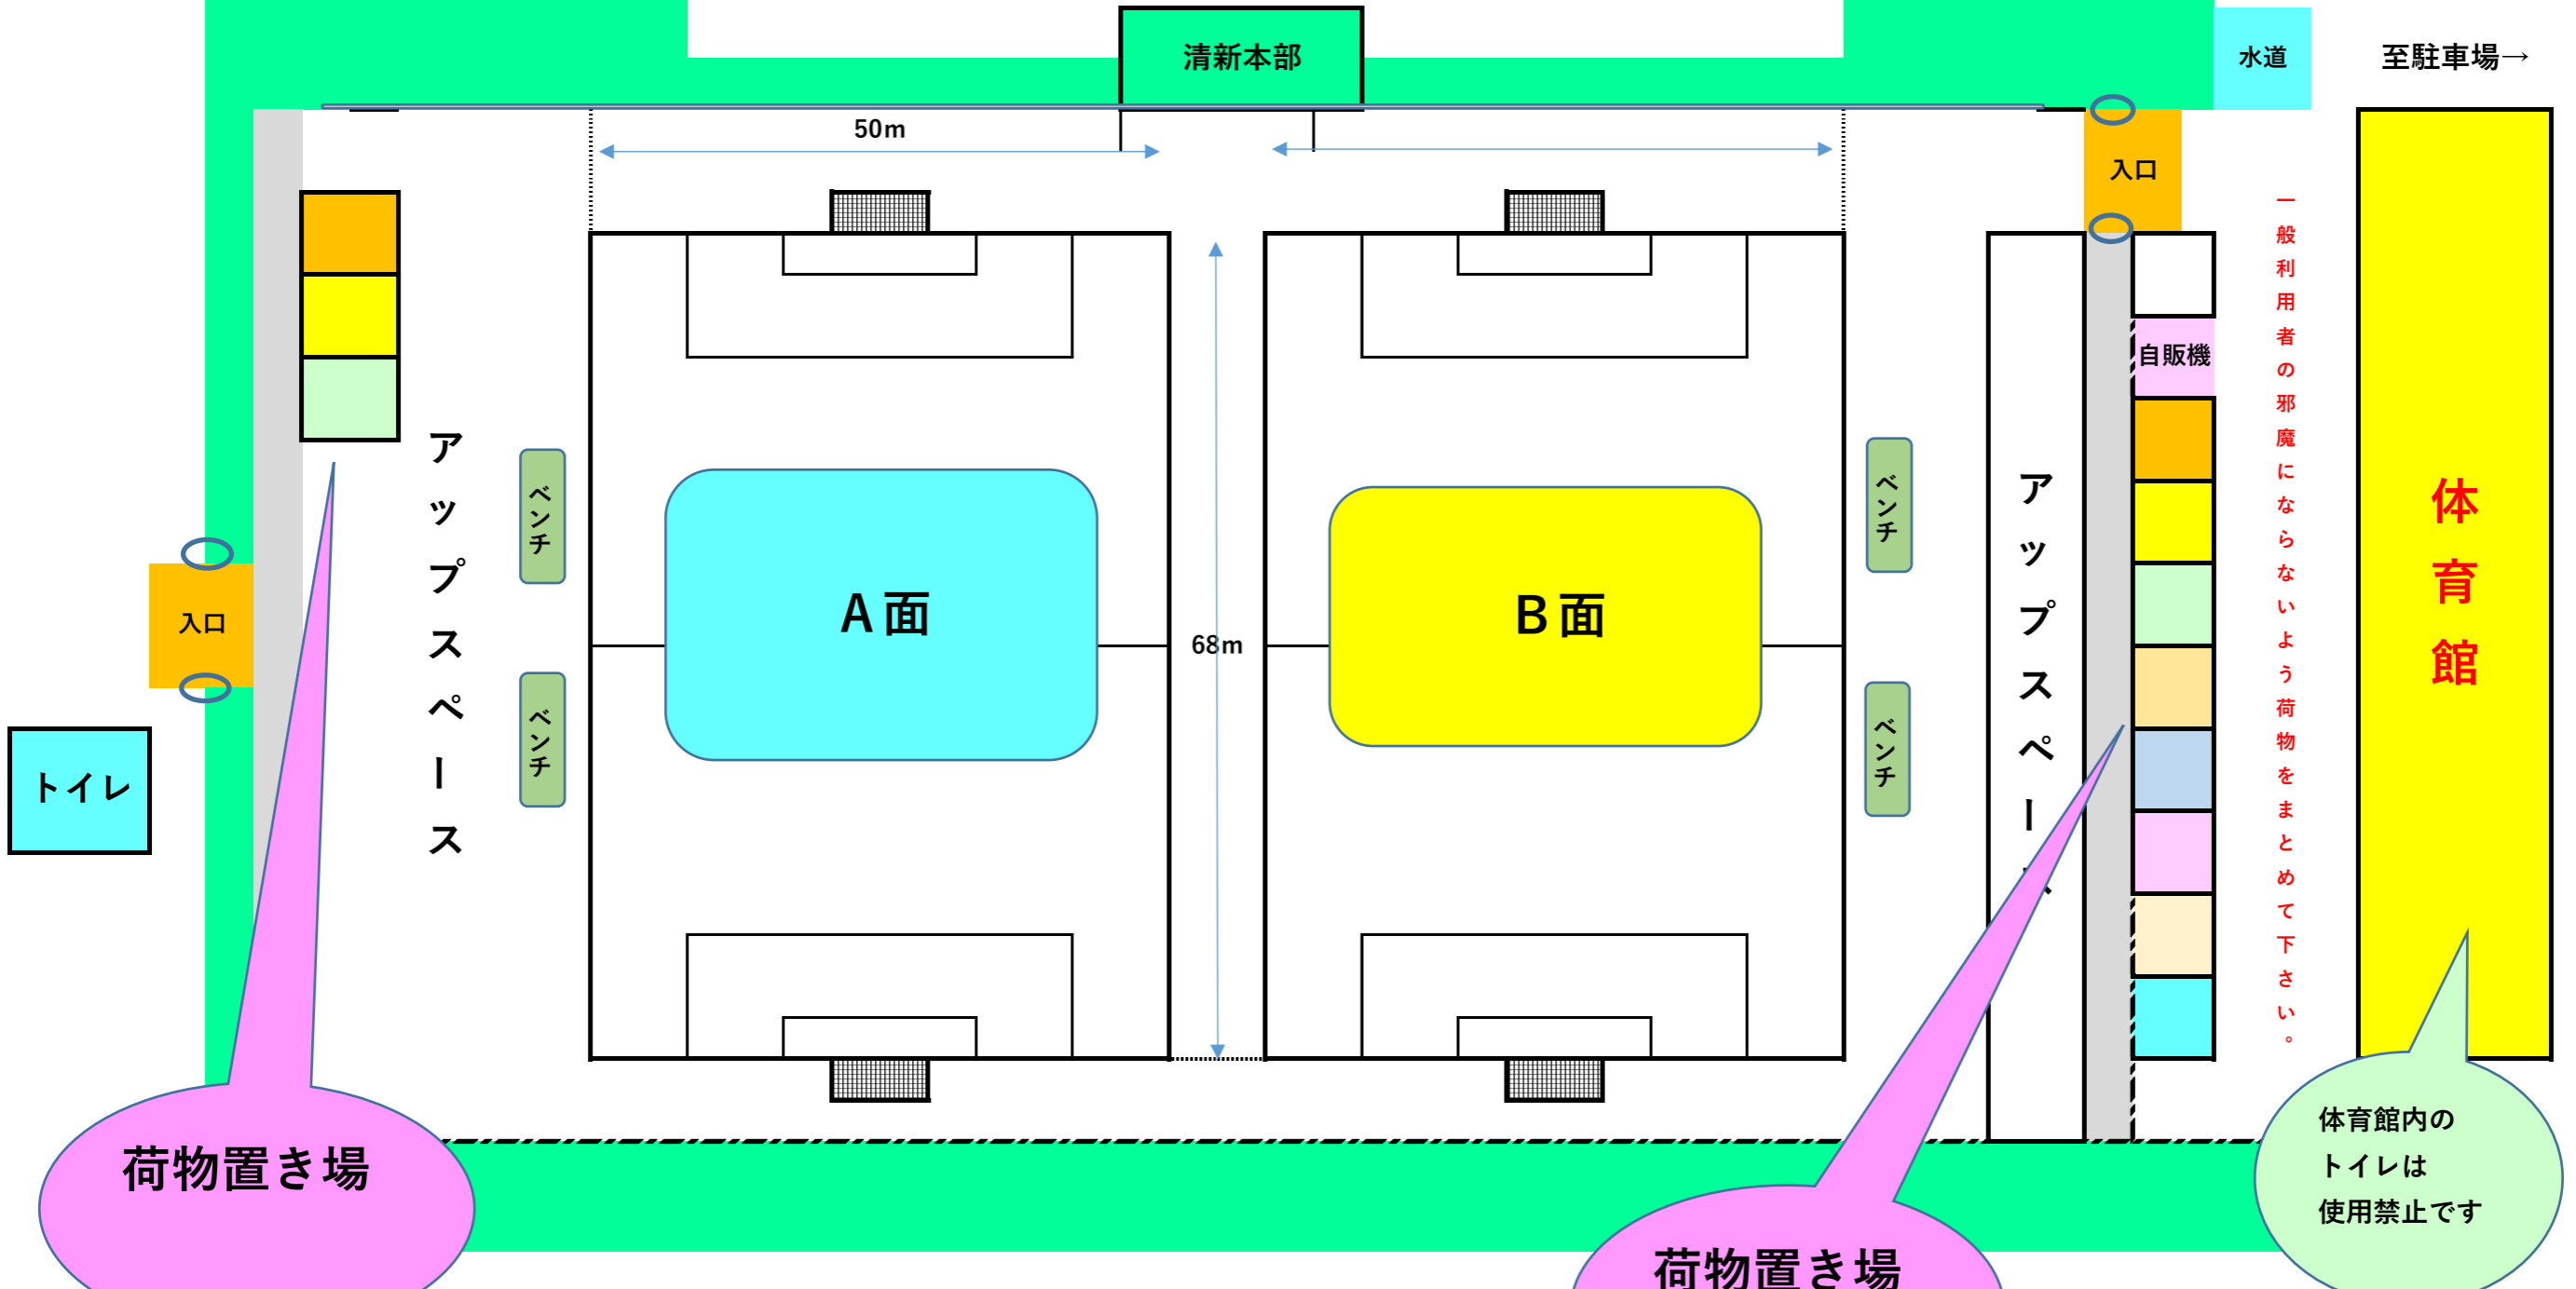 清新本部
水道
至駐車場→
50m
入口
一般利用者の邪魔にならないよう荷物をまとめて下さい。
自販機
アップスペース
ベンチ
ベンチ
A面
68m
B面
ベンチ
ベンチ
アップスペース
体育館
入口
トイレ
荷物置き場
荷物置き場
体育館内の
トイレは
使用禁止です